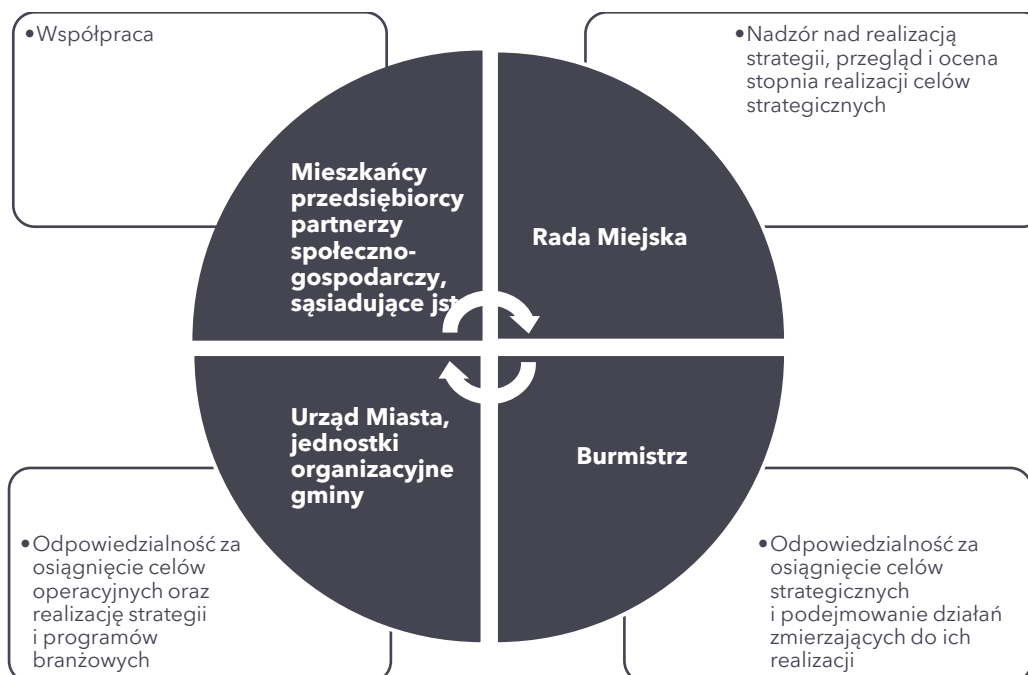 •Współpraca
•Nadzór nad realizacją
strategii, przegląd i ocena
stopnia realizacji celów
strategicznych
Mieszkańcy
przedsiębiorcy
partnerzy
społeczno-
gospodarczy,
sąsiadujące jst
Rada Miejska
Urząd Miasta,
jednostki
organizacyjne
gminy
Burmistrz
•Odpowiedzialność za
osiągnięcie celów
operacyjnych oraz
realizację strategii
i programów
branżowych
•Odpowiedzialność za
osiągnięcie celów
strategicznych
i podejmowanie działań
zmierzających do ich
realizacji